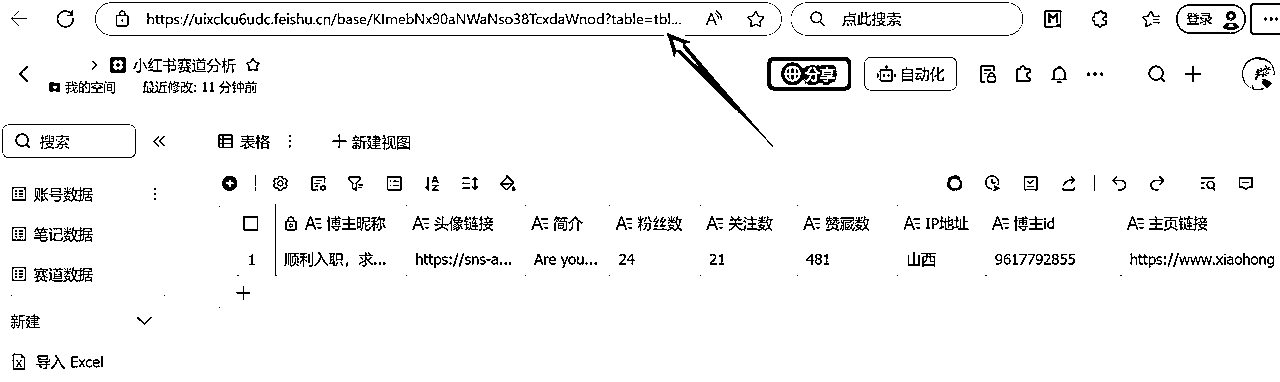 https://uixclcu6udc.feishu.cn/base/KImebNx90aNWaNso38TcxdaWnod?table=tbl... A 点此搜索 M 登录 ...
小红书赛道分析
我的空间 最近修改: 11 分钟前 分享 自动化
搜索 表格 新建视图
账号数据
笔记数据
赛道数据
新建
导入 Excel
博主昵称 头像链接 简介 粉丝数 关注数 赞藏数 IP地址 博主id 主页链接
1 顺利入职，求... https://sns-a... Are you... 24 21 481 山西 9617792855 https://www.xiaohong